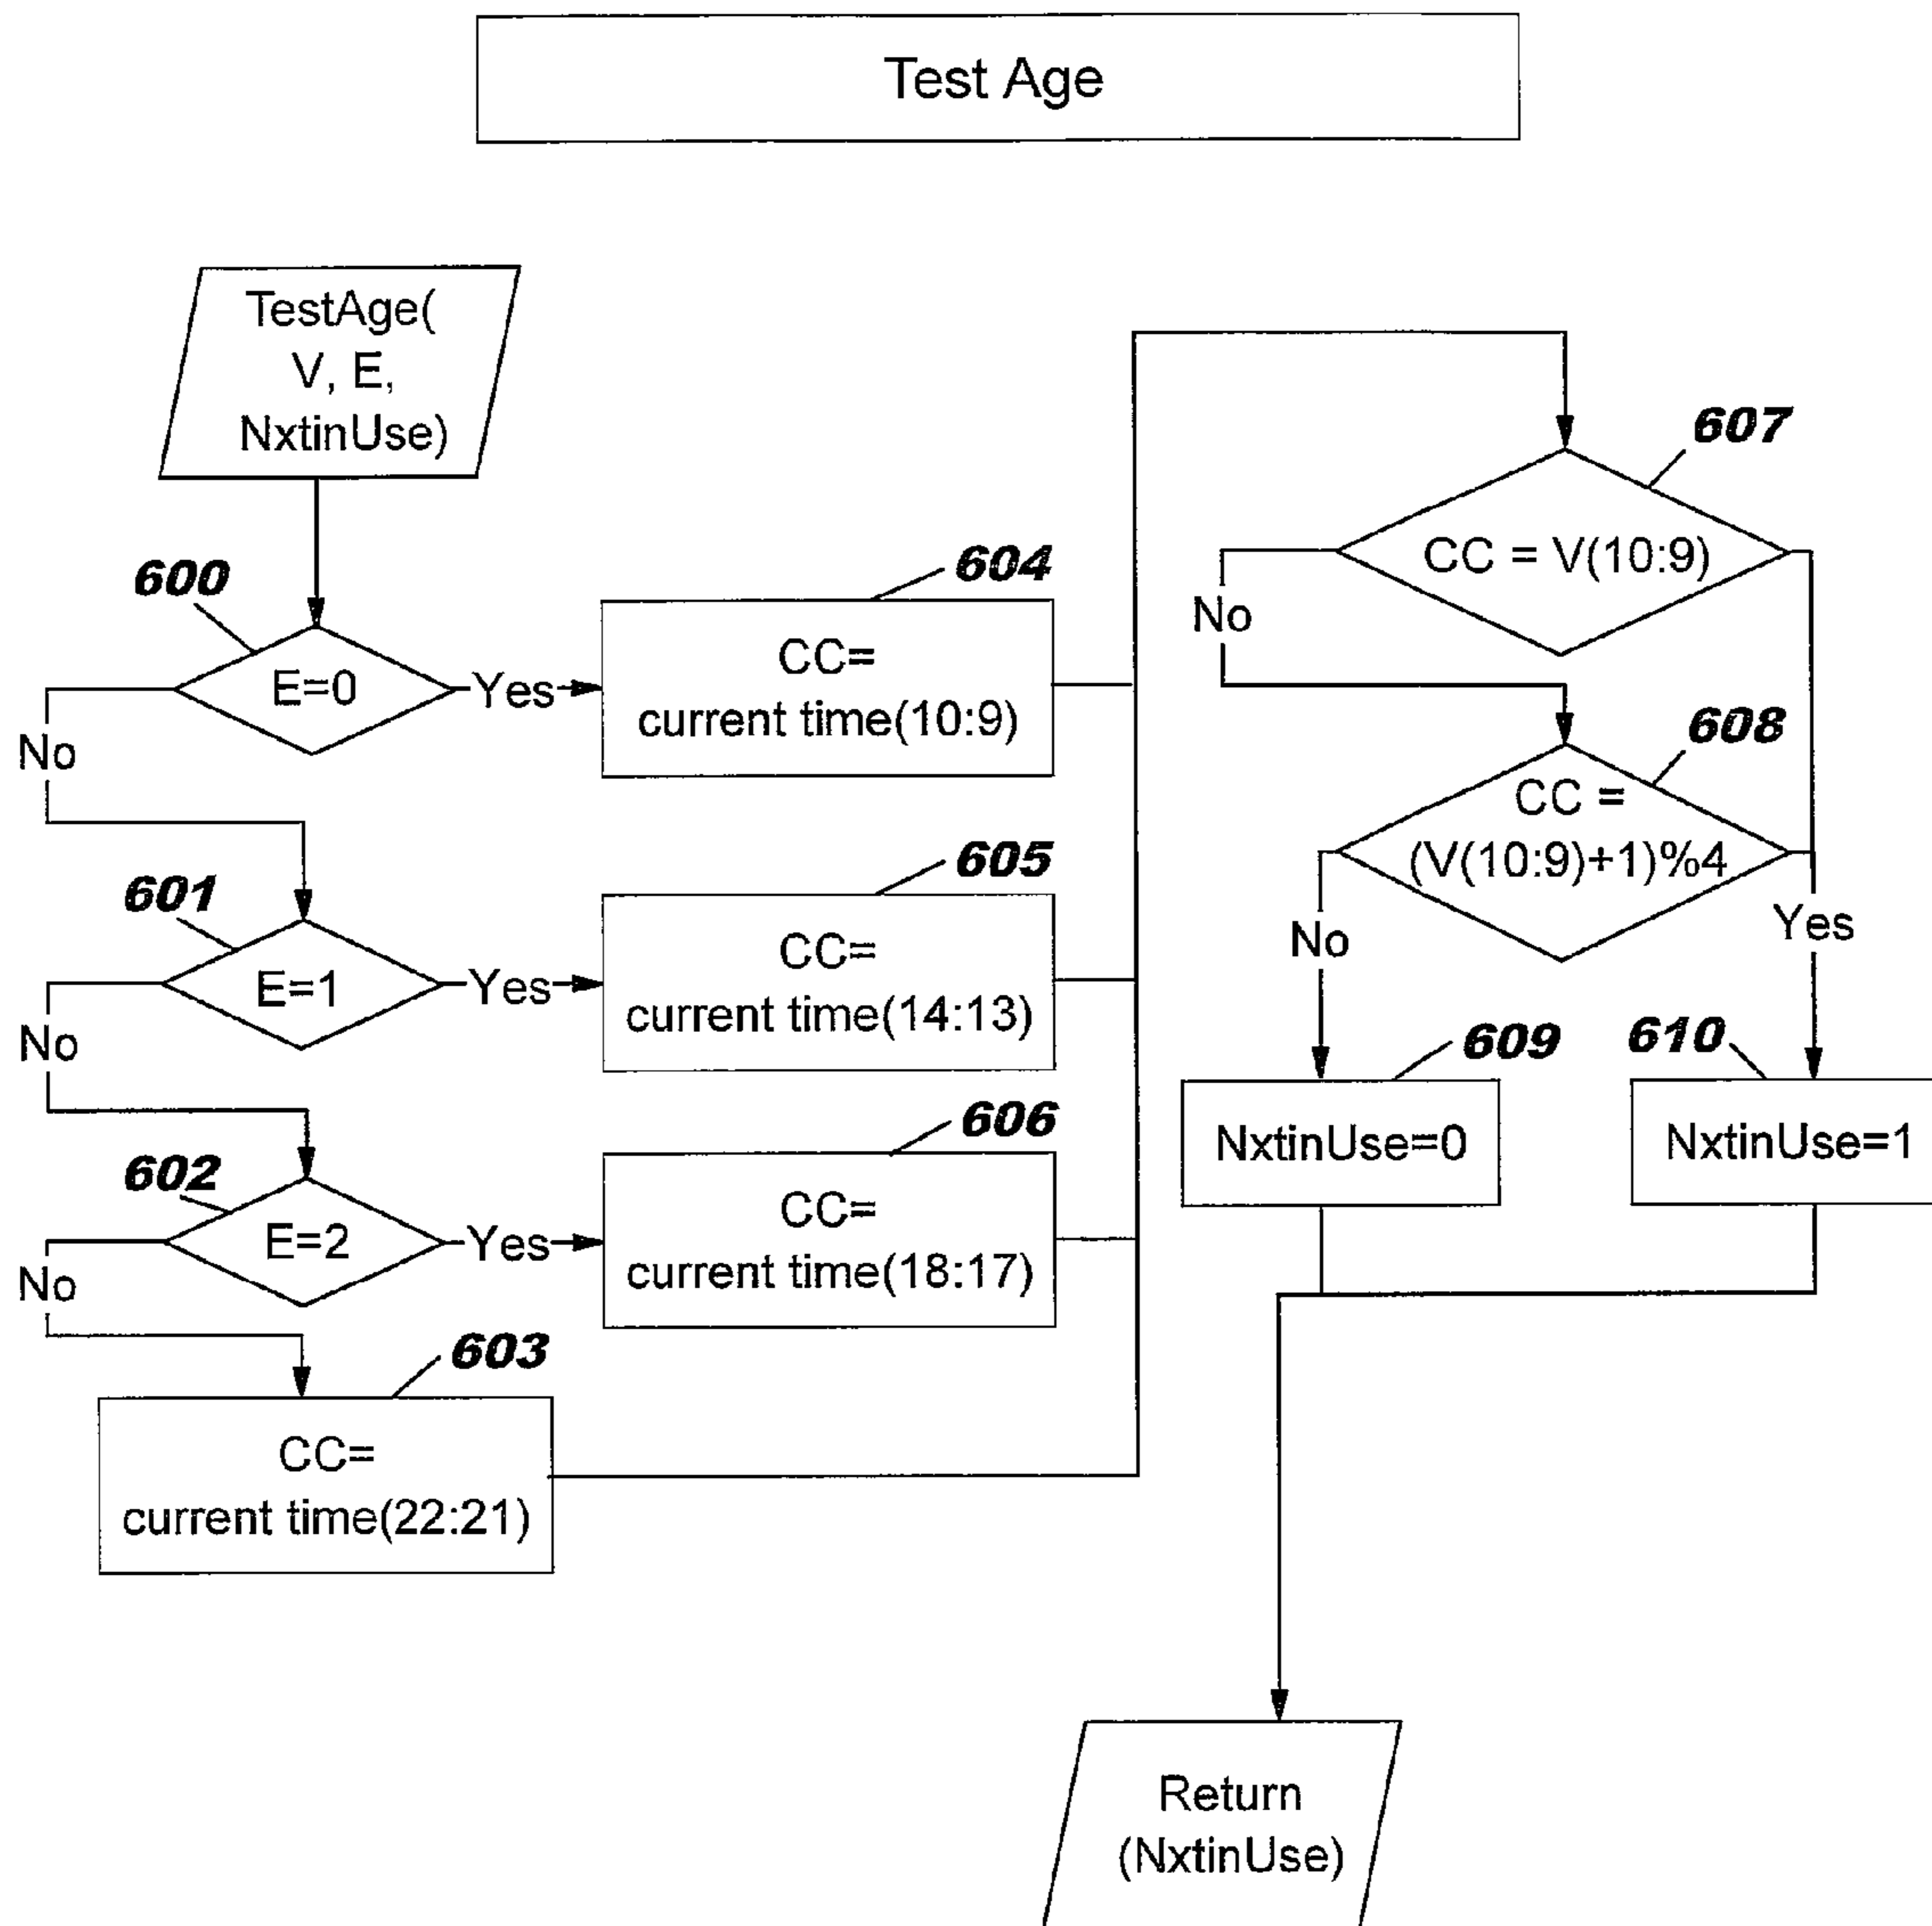 Test Age
TestAge(
V, E,
NxtinUse)
600
E=0
Yes
No
604
CC=
current time(10:9)
601
E=1
Yes
No
605
CC=
current time(14:13)
602
E=2
Yes
No
606
CC=
current time(18:17)
603
CC=
current time(22:21)
607
CC = V(10:9)
No
608
CC =
(V(10:9)+1)%4
No
Yes
609
NxtinUse=0
610
NxtinUse=1
Return
(NxtinUse)